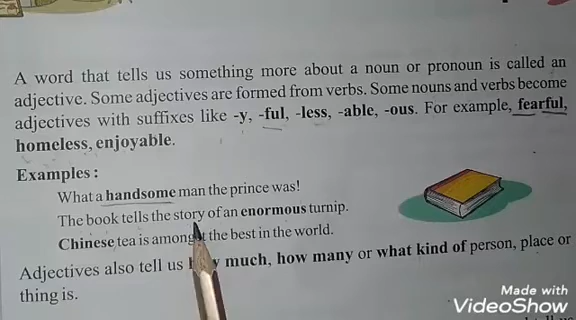 A word that tells us something more about a noun or pronoun is called an
adjective. Some adjectives are formed from verbs. Some nouns and verbs become
adjectives with suffixes like -y, -ful, -less, -able, -ous. For example, fearful,
homeless, enjoyable.
Examples:
What a handsome man the prince was!
The book tells the story of an enormous turnip.
Chinese tea is amongst the best in the world.
Adjectives also tell us much, how many or what kind of person, place or
thing is.
Made with
VideoShow